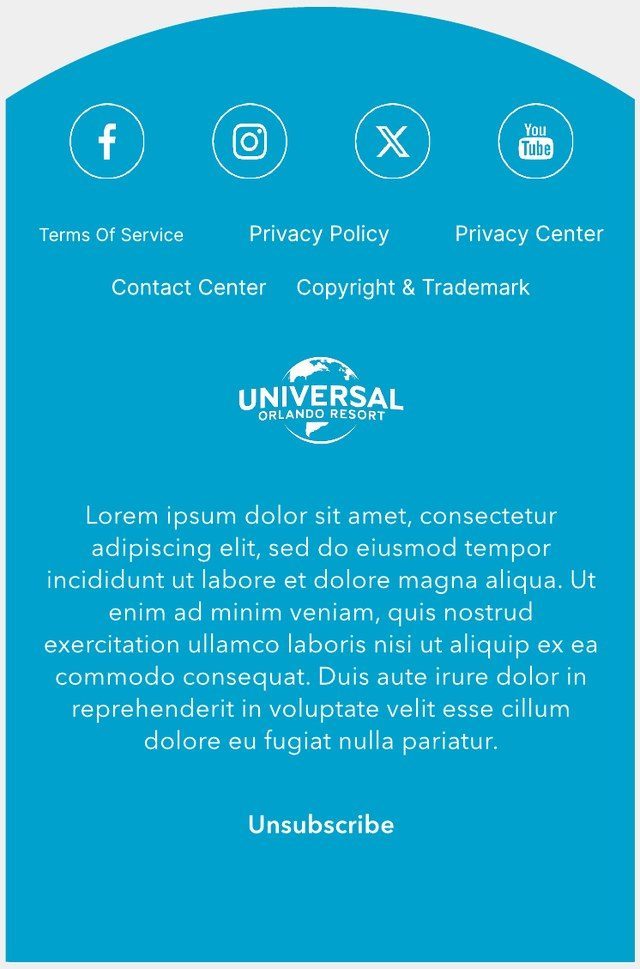 You
Tube
Terms Of Service Privacy Policy Privacy Center
Contact Center Copyright & Trademark
UNIVERSAL
ORLANDO RESORT
Lorem ipsum dolor sit amet, consectetur
adipiscing elit, sed do eiusmod tempor
incididunt ut labore et dolore magna aliqua. Ut
enim ad minim veniam, quis nostrud
exercitation ullamco laboris nisi ut aliquip ex ea
commodo consequat. Duis aute irure dolor in
reprehenderit in voluptate velit esse cillum
dolore eu fugiat nulla pariatur.
Unsubscribe